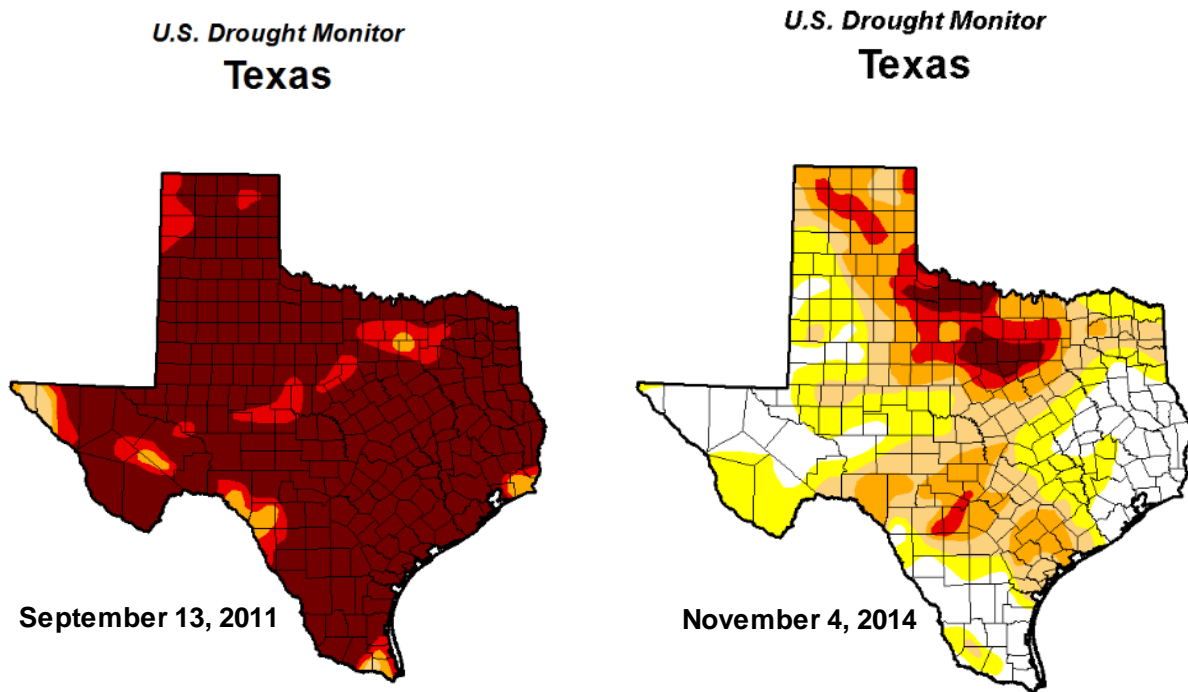 U.S. Drought Monitor
Texas
September 13, 2011
U.S. Drought Monitor
Texas
November 4, 2014